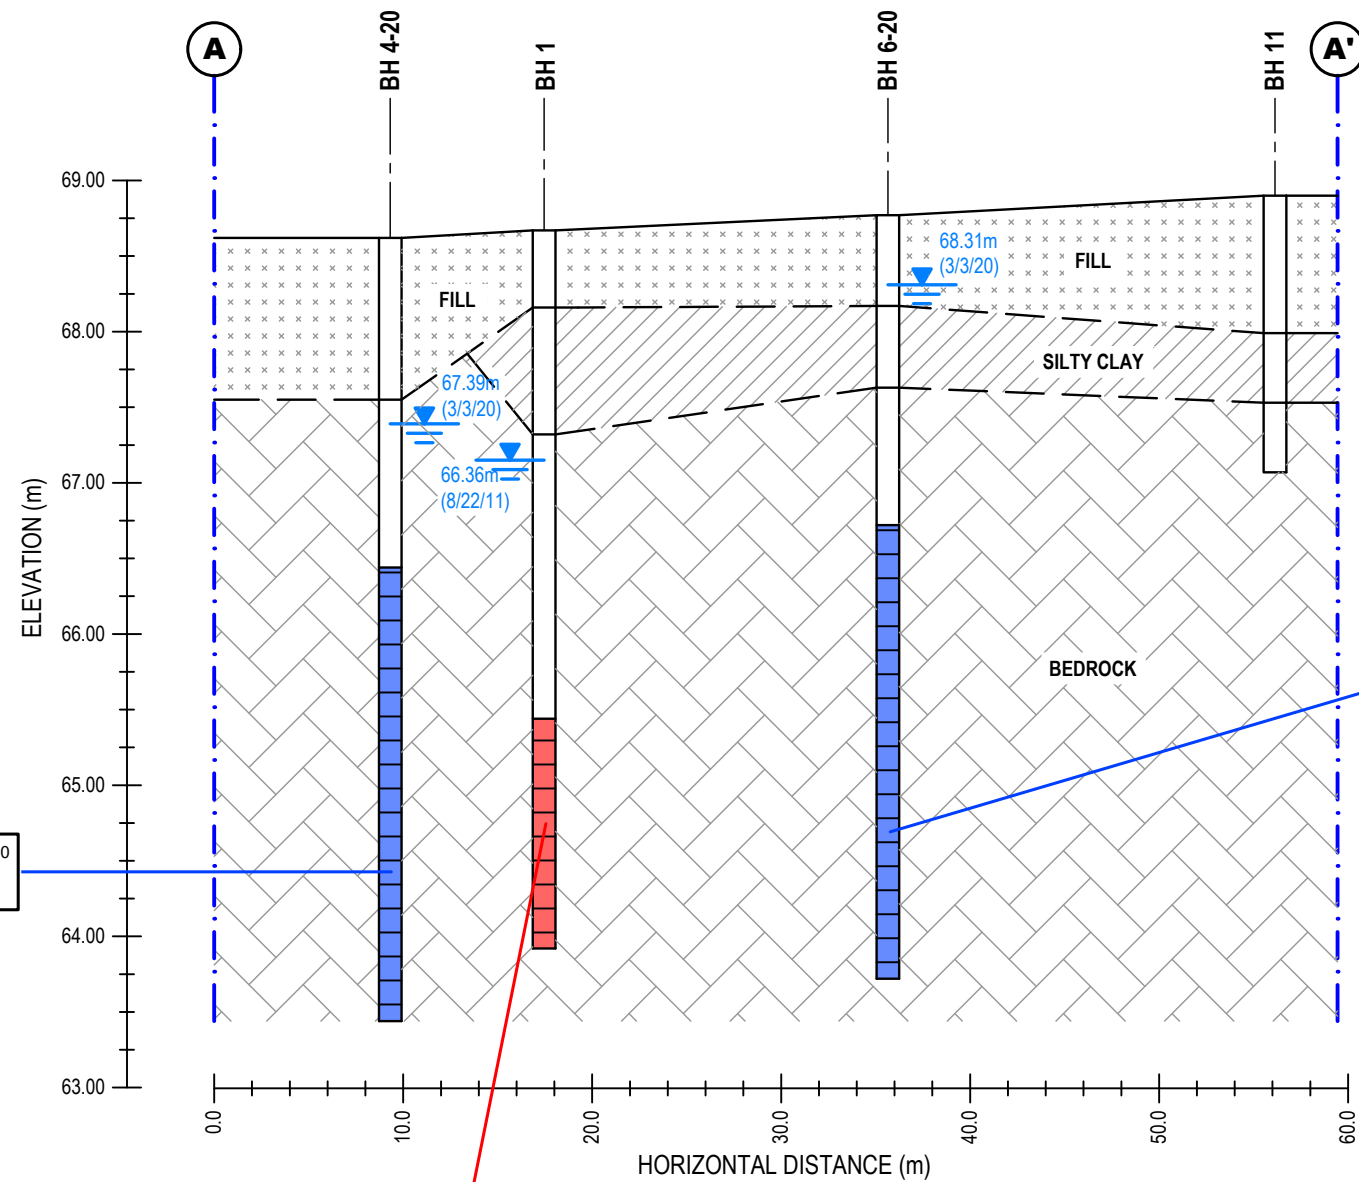 A
BH 4-20
BH 1
BH 6-20
BH 11
A'
69.00
68.00
67.00
66.00
65.00
64.00
63.00
ELEVATION (m)
FILL
67.39m
(3/3/20)
66.36m
(8/22/11)
68.31m
(3/3/20)
FILL
SILTY CLAY
BEDROCK
0
0.0
10.0
20.0
30.0
40.0
50.0
60.0
HORIZONTAL DISTANCE (m)